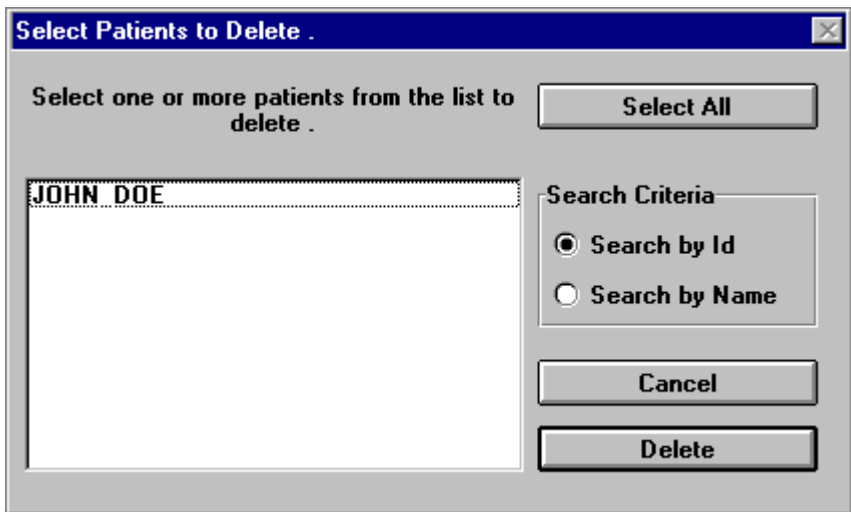 Select Patients to Delete .
Select one or more patients from the list to
delete .
Select All
JOHN DOE
Search Criteria
Search by Id
Search by Name
Cancel
Delete